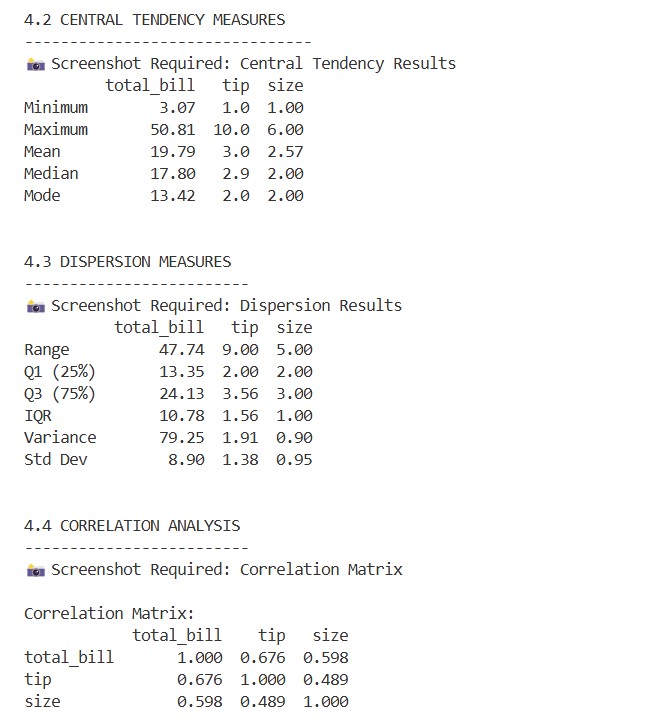 4.2 CENTRAL TENDENCY MEASURES
--------------------------------
📸 Screenshot Required: Central Tendency Results
         total_bill   tip  size
Minimum        3.07   1.0  1.00
Maximum       50.81  10.0  6.00
Mean          19.79   3.0  2.57
Median        17.80   2.9  2.00
Mode          13.42   2.0  2.00
4.3 DISPERSION MEASURES
-------------------------
📸 Screenshot Required: Dispersion Results
          total_bill   tip  size
Range          47.74  9.00  5.00
Q1 (25%)       13.35  2.00  2.00
Q3 (75%)       24.13  3.56  3.00
IQR            10.78  1.56  1.00
Variance       79.25  1.91  0.90
Std Dev         8.90  1.38  0.95
4.4 CORRELATION ANALYSIS
-------------------------
📸 Screenshot Required: Correlation Matrix
Correlation Matrix:
            total_bill    tip   size
total_bill       1.000  0.676  0.598
tip              0.676  1.000  0.489
size             0.598  0.489  1.000